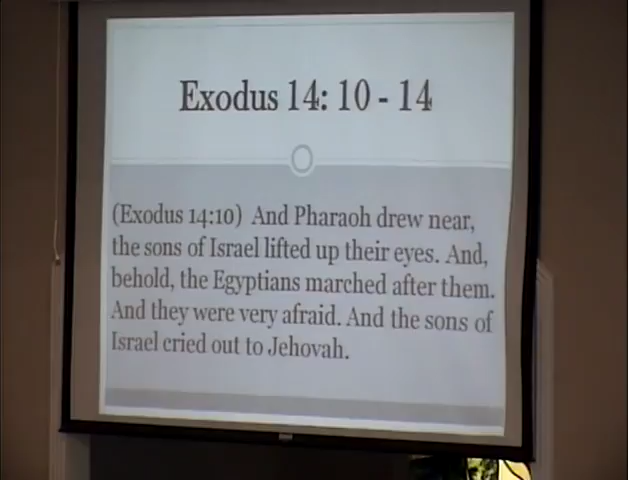 Exodus 14: 10 - 14
(Exodus 14:10) And Pharaoh drew near,
the sons of Israel lifted up their eyes. And,
behold, the Egyptians marched after them.
And they were very afraid. And the sons of
Israel cried out to Jehovah.